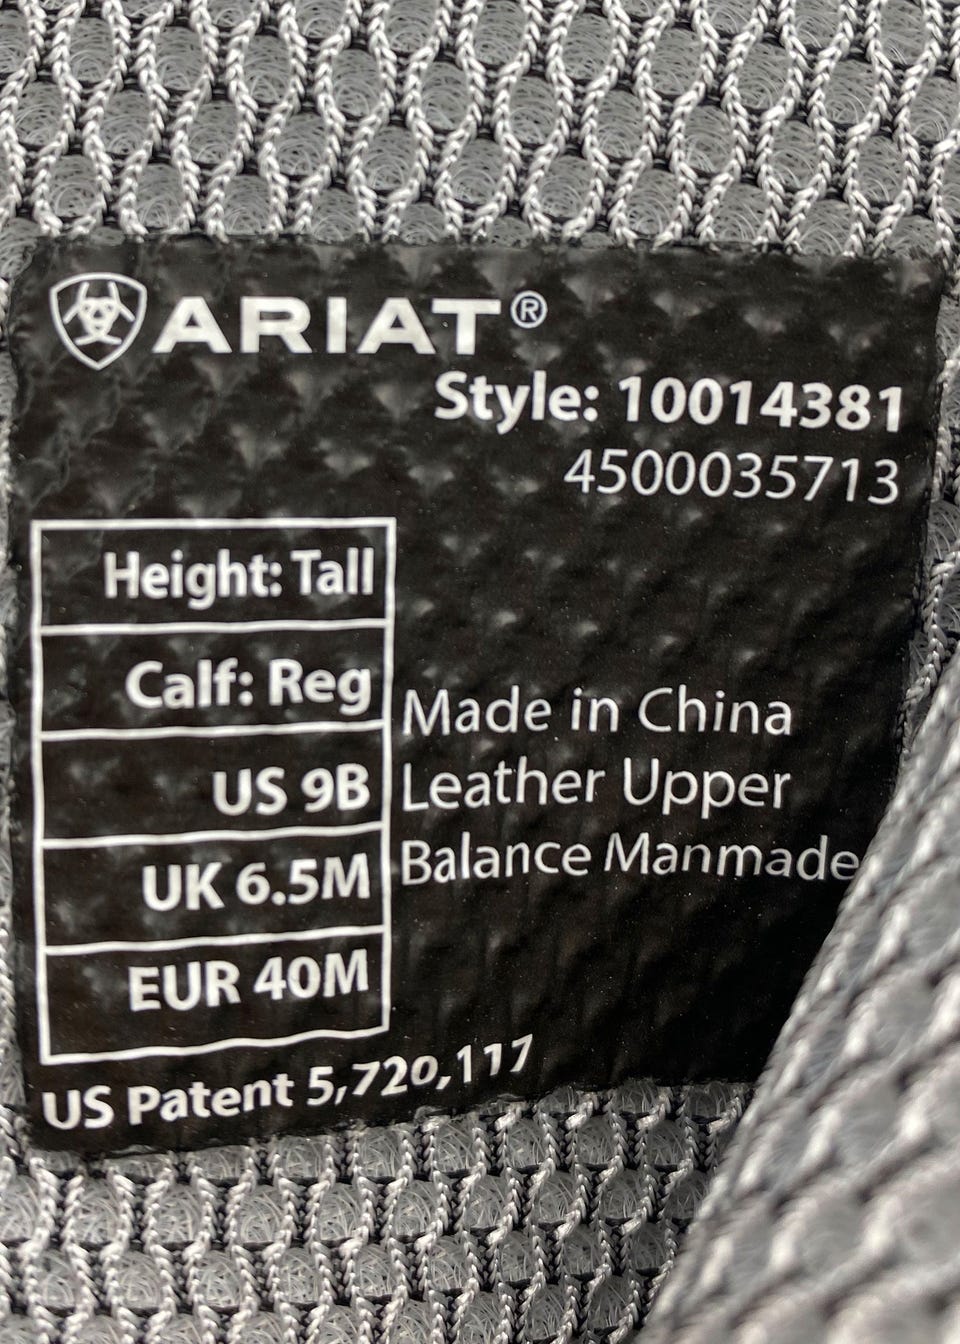 ARIAT®
Style: 10014381
4500035713
Height: Tall
Calf: Reg
US 9B
UK 6.5M
EUR 40M
Made in China
Leather Upper
Balance Manmade
US Patent 5,720,117